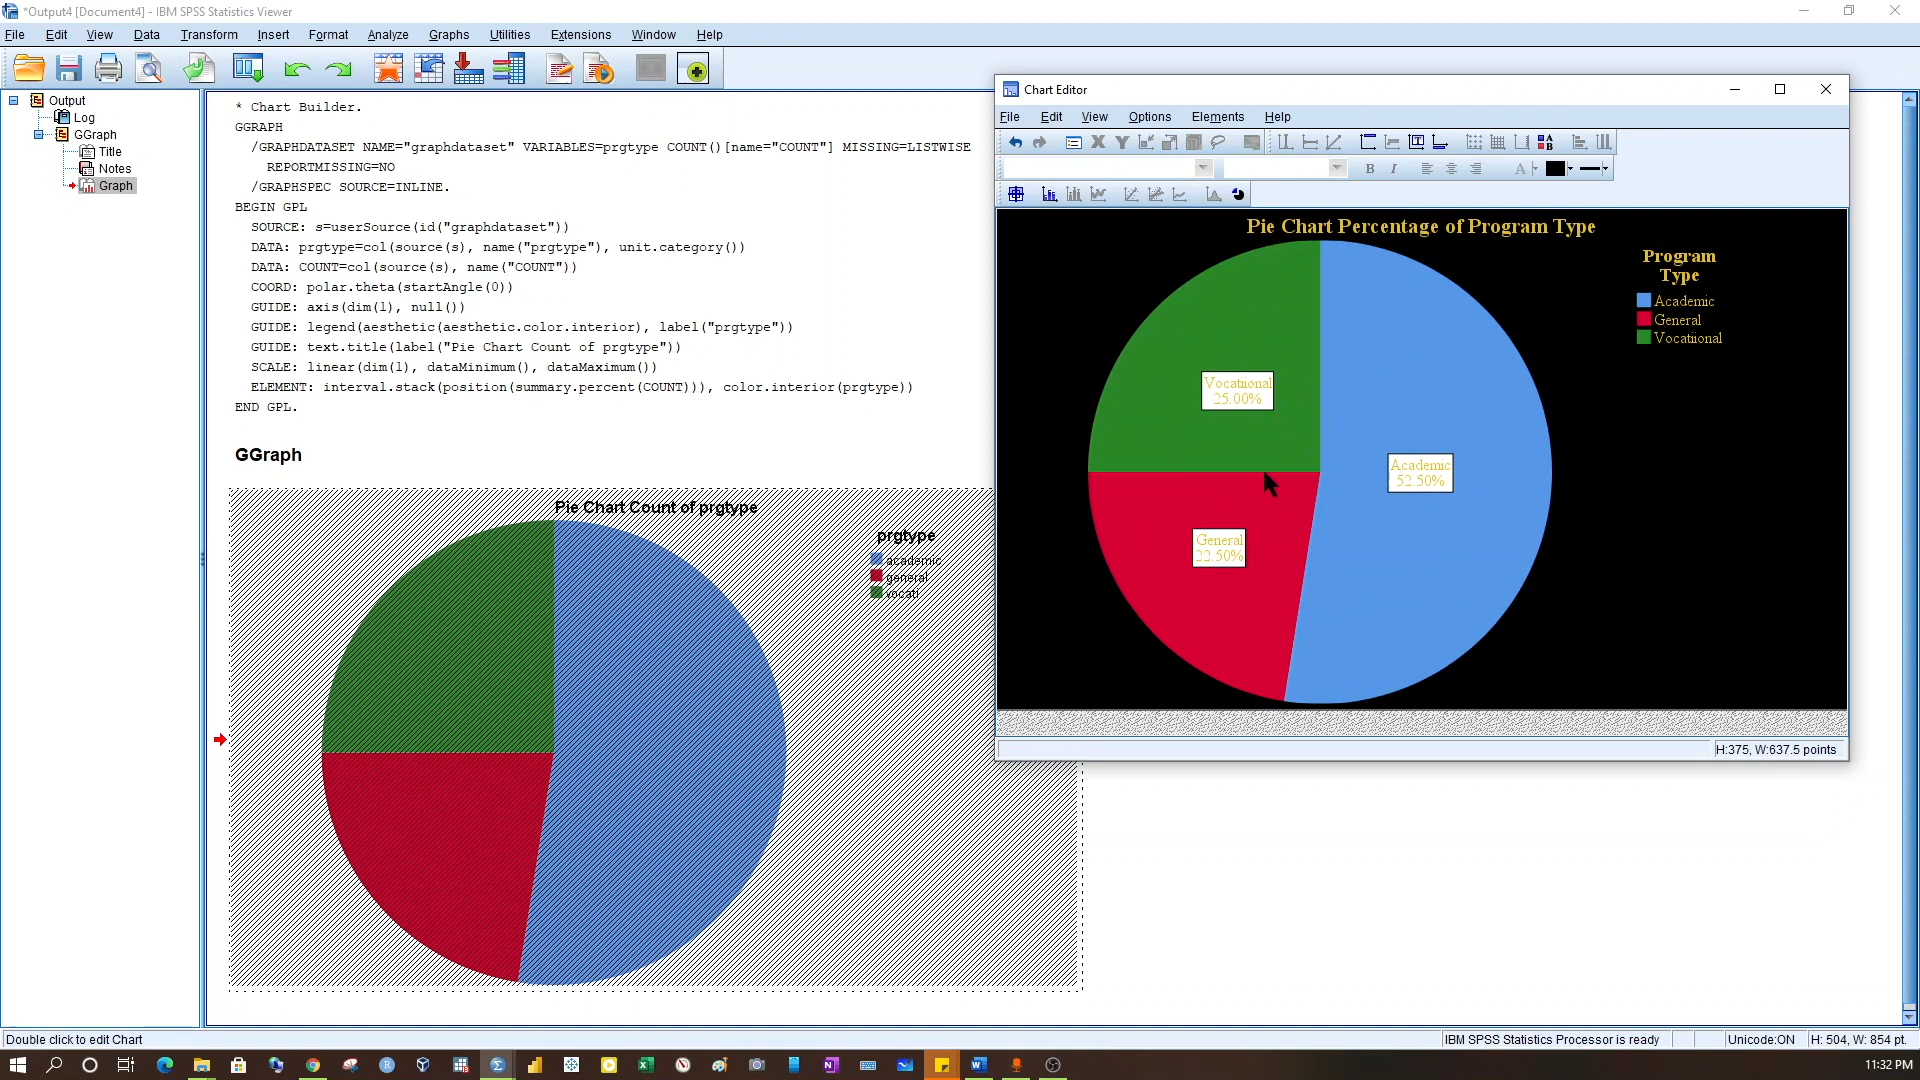 *Output4 [Document4] - IBM SPSS Statistics Viewer
File Edit View Data Transform Insert Format Analyze Graphs Utilities Extensions Window Help
Output
Log
GGraph
Title
Notes
Graph
* Chart Builder.
GGRAPH
/GRAPHDATASET NAME="graphdataset" VARIABLES=prgtype COUNT()[name="COUNT"] MISSING=LISTWISE
REPORTMISSING=NO
/GRAPHSPEC SOURCE=INLINE.
BEGIN GPL
SOURCE: s=userSource(id("graphdataset"))
DATA: prgtype=col(source(s), name("prgtype"), unit.category())
DATA: COUNT=col(source(s), name("COUNT"))
COORD: polar.theta(startAngle(0))
GUIDE: axis(dim(1), null())
GUIDE: legend(aesthetic(aesthetic.color.interior), label("prgtype"))
GUIDE: text.title(label("Pie Chart Count of prgtype"))
SCALE: linear(dim(1), dataMinimum(), dataMaximum())
ELEMENT: interval.stack(position(summary.percent(COUNT))), color.interior(prgtype))
END GPL.
GGraph
Pie Chart Count of prgtype
prgtype
academic
general
vocati
Chart Editor
File Edit View Options Elements Help
B I A
Pie Chart Percentage of Program Type
Program
Type
Academic
General
Vocatiional
Vocatiional
25.00%
Academic
52.50%
General
22.50%
H:375, W:637.5 points
Double click to edit Chart
IBM SPSS Statistics Processor is ready
Unicode:ON
H: 504, W: 854 pt.
11:32 PM